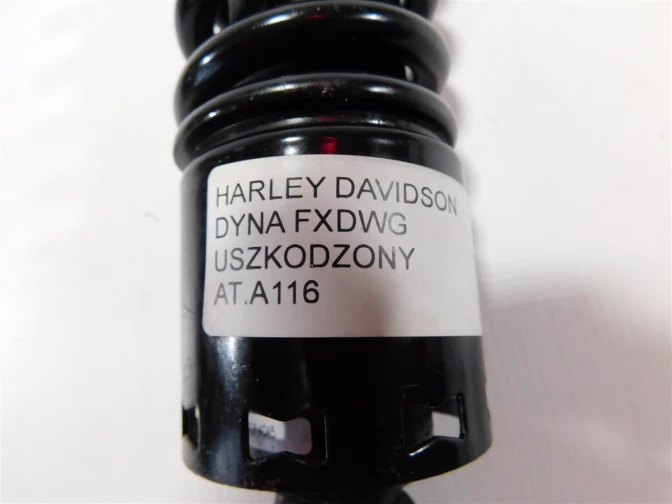 HARLEY DAVIDSON
DYNA FXDWG
USZKODZONY
AT.A116